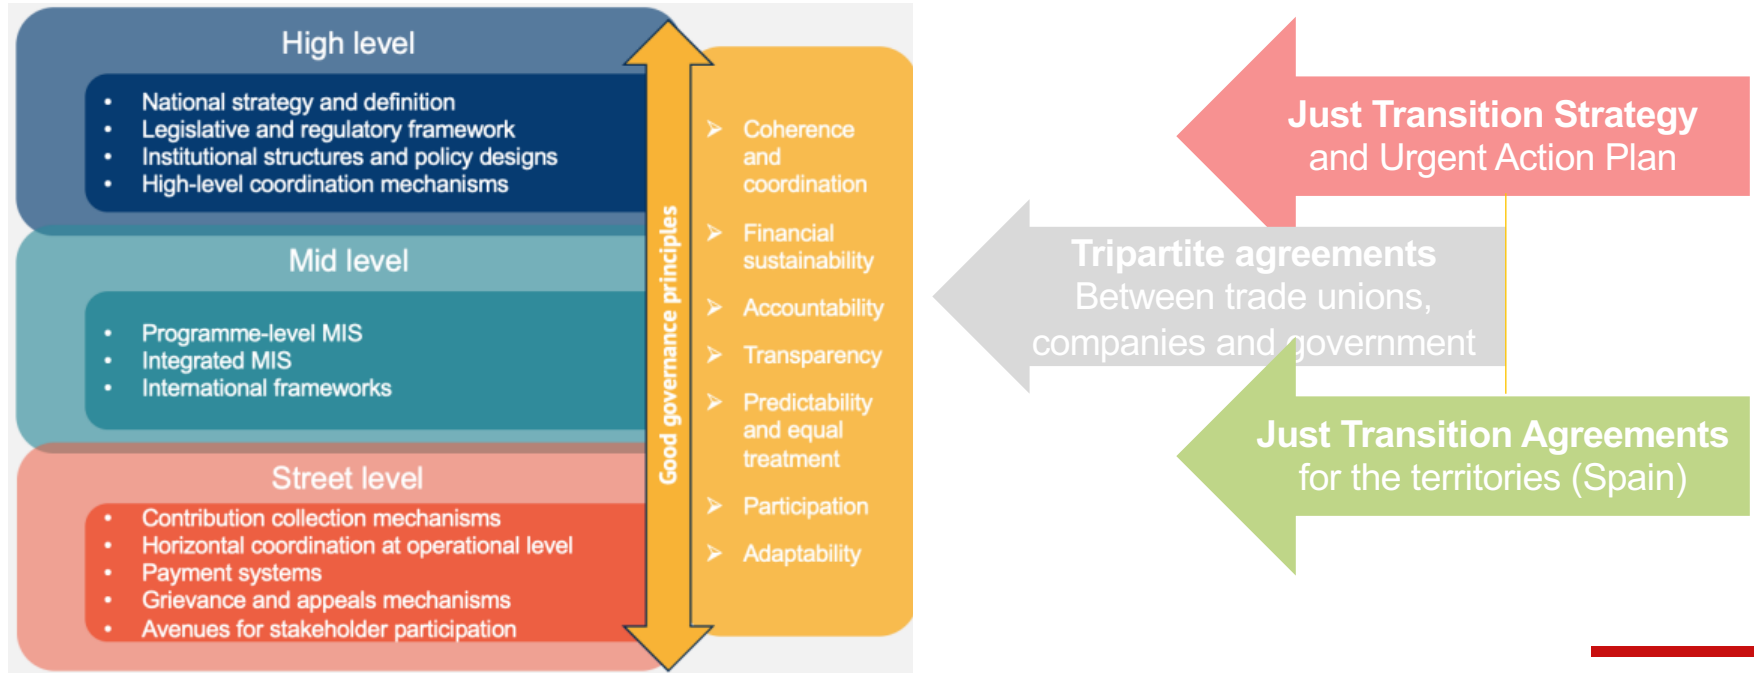 High level
• National strategy and definition
• Legislative and regulatory framework
• Institutional structures and policy designs
• High-level coordination mechanisms
Mid level
• Programme-level MIS
• Integrated MIS
• International frameworks
Street level
• Contribution collection mechanisms
• Horizontal coordination at operational level
• Payment systems
• Grievance and appeals mechanisms
• Avenues for stakeholder participation
Good governance principles
➢ Coherence
and
coordination
➢ Financial
sustainability
➢ Accountability
➢ Transparency
➢ Predictability
and equal
treatment
➢ Participation
➢ Adaptability
Just Transition Strategy
and Urgent Action Plan
Tripartite agreements
Between trade unions,
companies and government
Just Transition Agreements
for the territories (Spain)